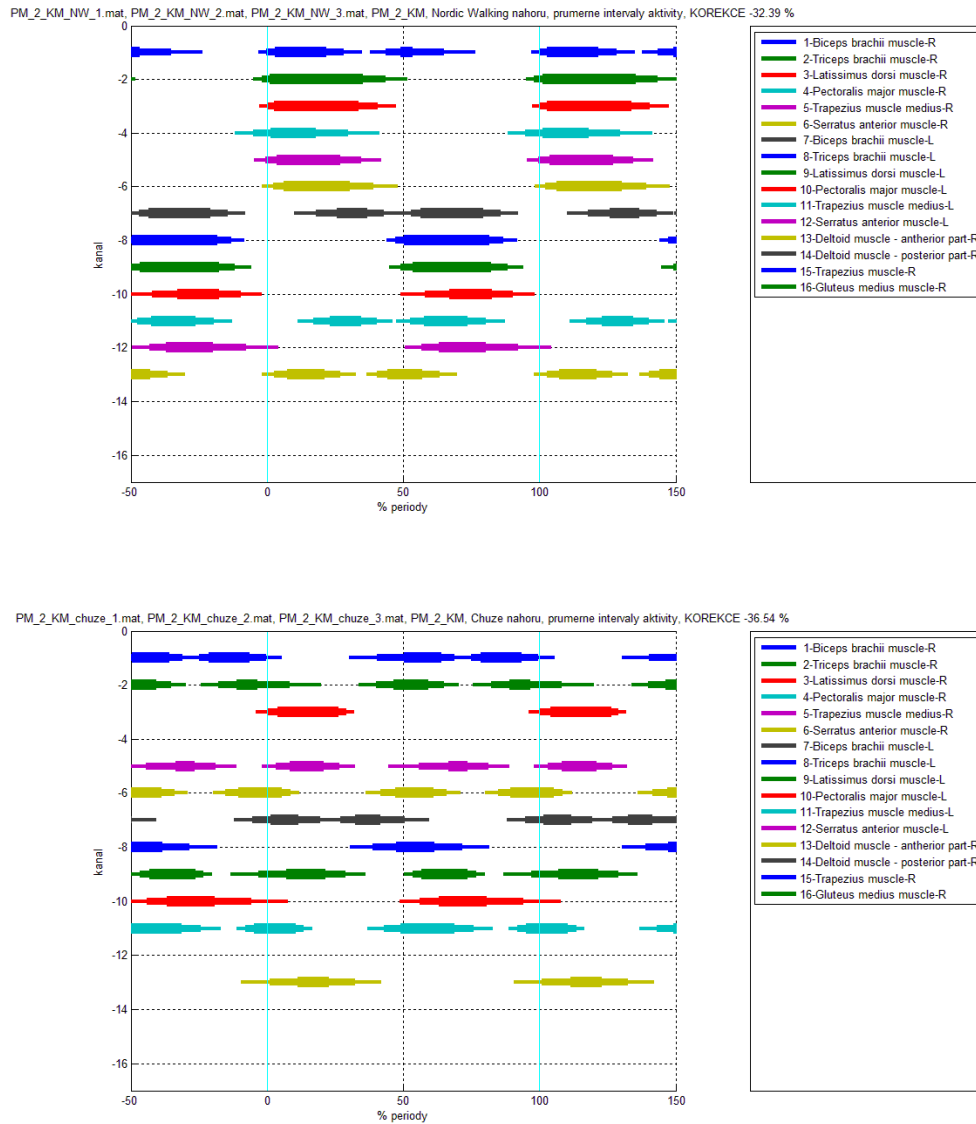 PM_2_KM_NW_1.mat, PM_2_KM_NW_2.mat, PM_2_KM_NW_3.mat, PM_2_KM, Nordic Walking nahoru, prumerne intervaly aktivity, KOREKCE -32.39 %
0
-2
-4
-6
-8
-10
-12
-14
-16
kanal
-50
0
50
100
150
% periody
1-Biceps brachii muscle-R
2-Triceps brachii muscle-R
3-Latissimus dorsi muscle-R
4-Pectoralis major muscle-R
5-Trapezius muscle medius-R
6-Serratus anterior muscle-R
7-Biceps brachii muscle-L
8-Triceps brachii muscle-L
9-Latissimus dorsi muscle-L
10-Pectoralis major muscle-L
11-Trapezius muscle medius-L
12-Serratus anterior muscle-L
13-Deltoid muscle - antherior part-R
14-Deltoid muscle - posterior part-R
15-Trapezius muscle-R
16-Gluteus medius muscle-R
PM_2_KM_chuze_1.mat, PM_2_KM_chuze_2.mat, PM_2_KM_chuze_3.mat, PM_2_KM, Chuze nahoru, prumerne intervaly aktivity, KOREKCE -36.54 %
0
-2
-4
-6
-8
-10
-12
-14
-16
kanal
-50
0
50
100
150
% periody
1-Biceps brachii muscle-R
2-Triceps brachii muscle-R
3-Latissimus dorsi muscle-R
4-Pectoralis major muscle-R
5-Trapezius muscle medius-R
6-Serratus anterior muscle-R
7-Biceps brachii muscle-L
8-Triceps brachii muscle-L
9-Latissimus dorsi muscle-L
10-Pectoralis major muscle-L
11-Trapezius muscle medius-L
12-Serratus anterior muscle-L
13-Deltoid muscle - antherior part-R
14-Deltoid muscle - posterior part-R
15-Trapezius muscle-R
16-Gluteus medius muscle-R